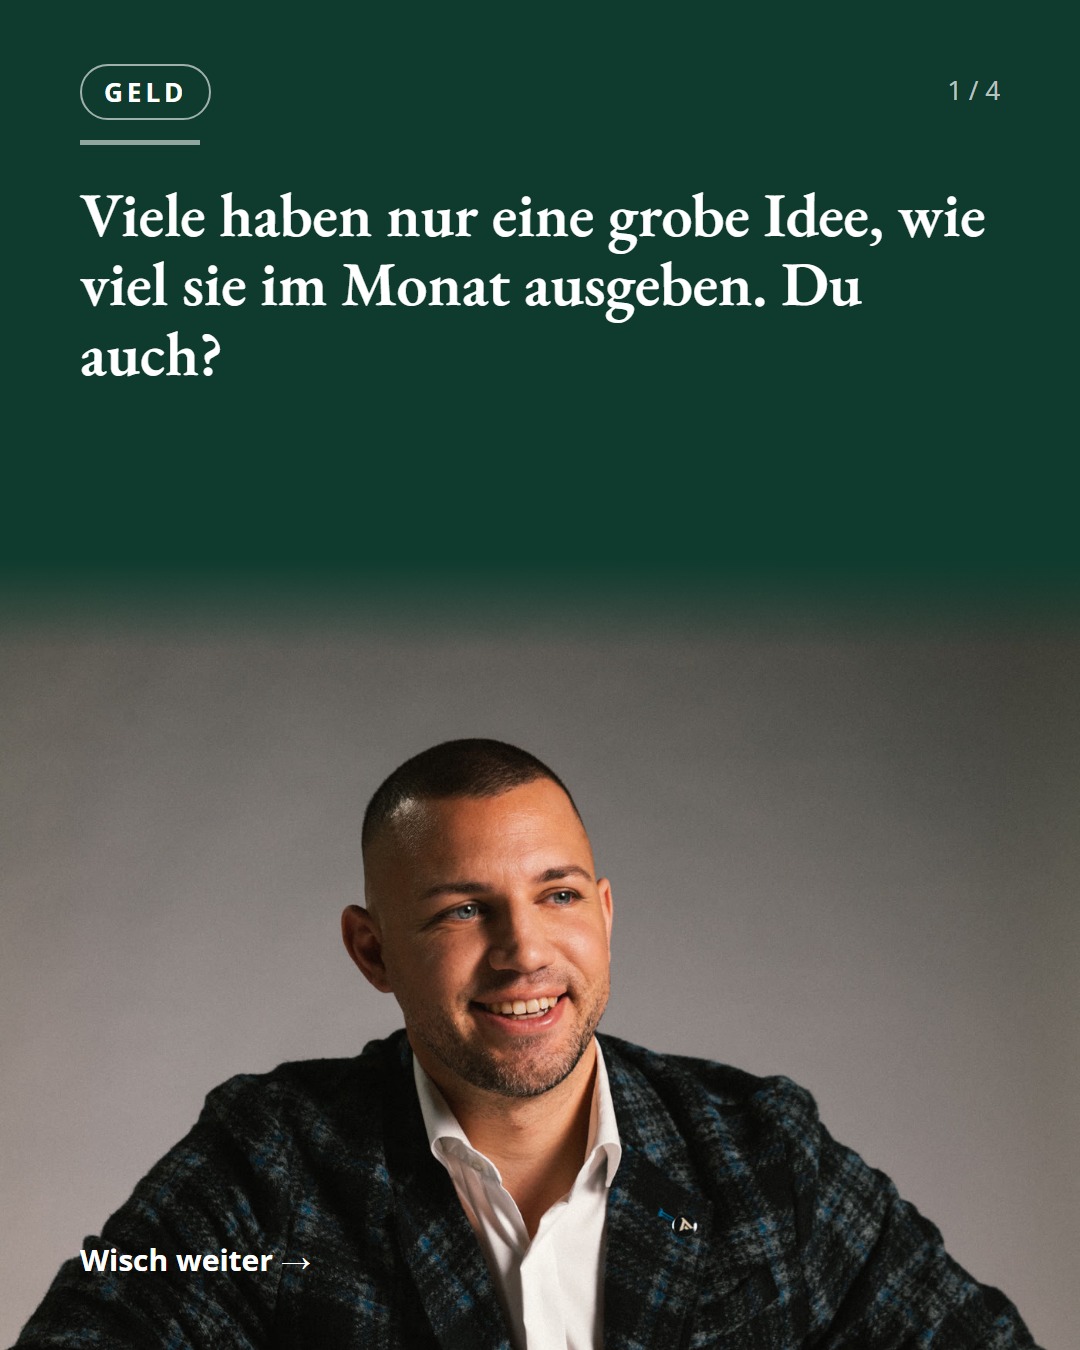 GELD
1 / 4
Viele haben nur eine grobe Idee, wie
viel sie im Monat ausgeben. Du
auch?
Wisch weiter →